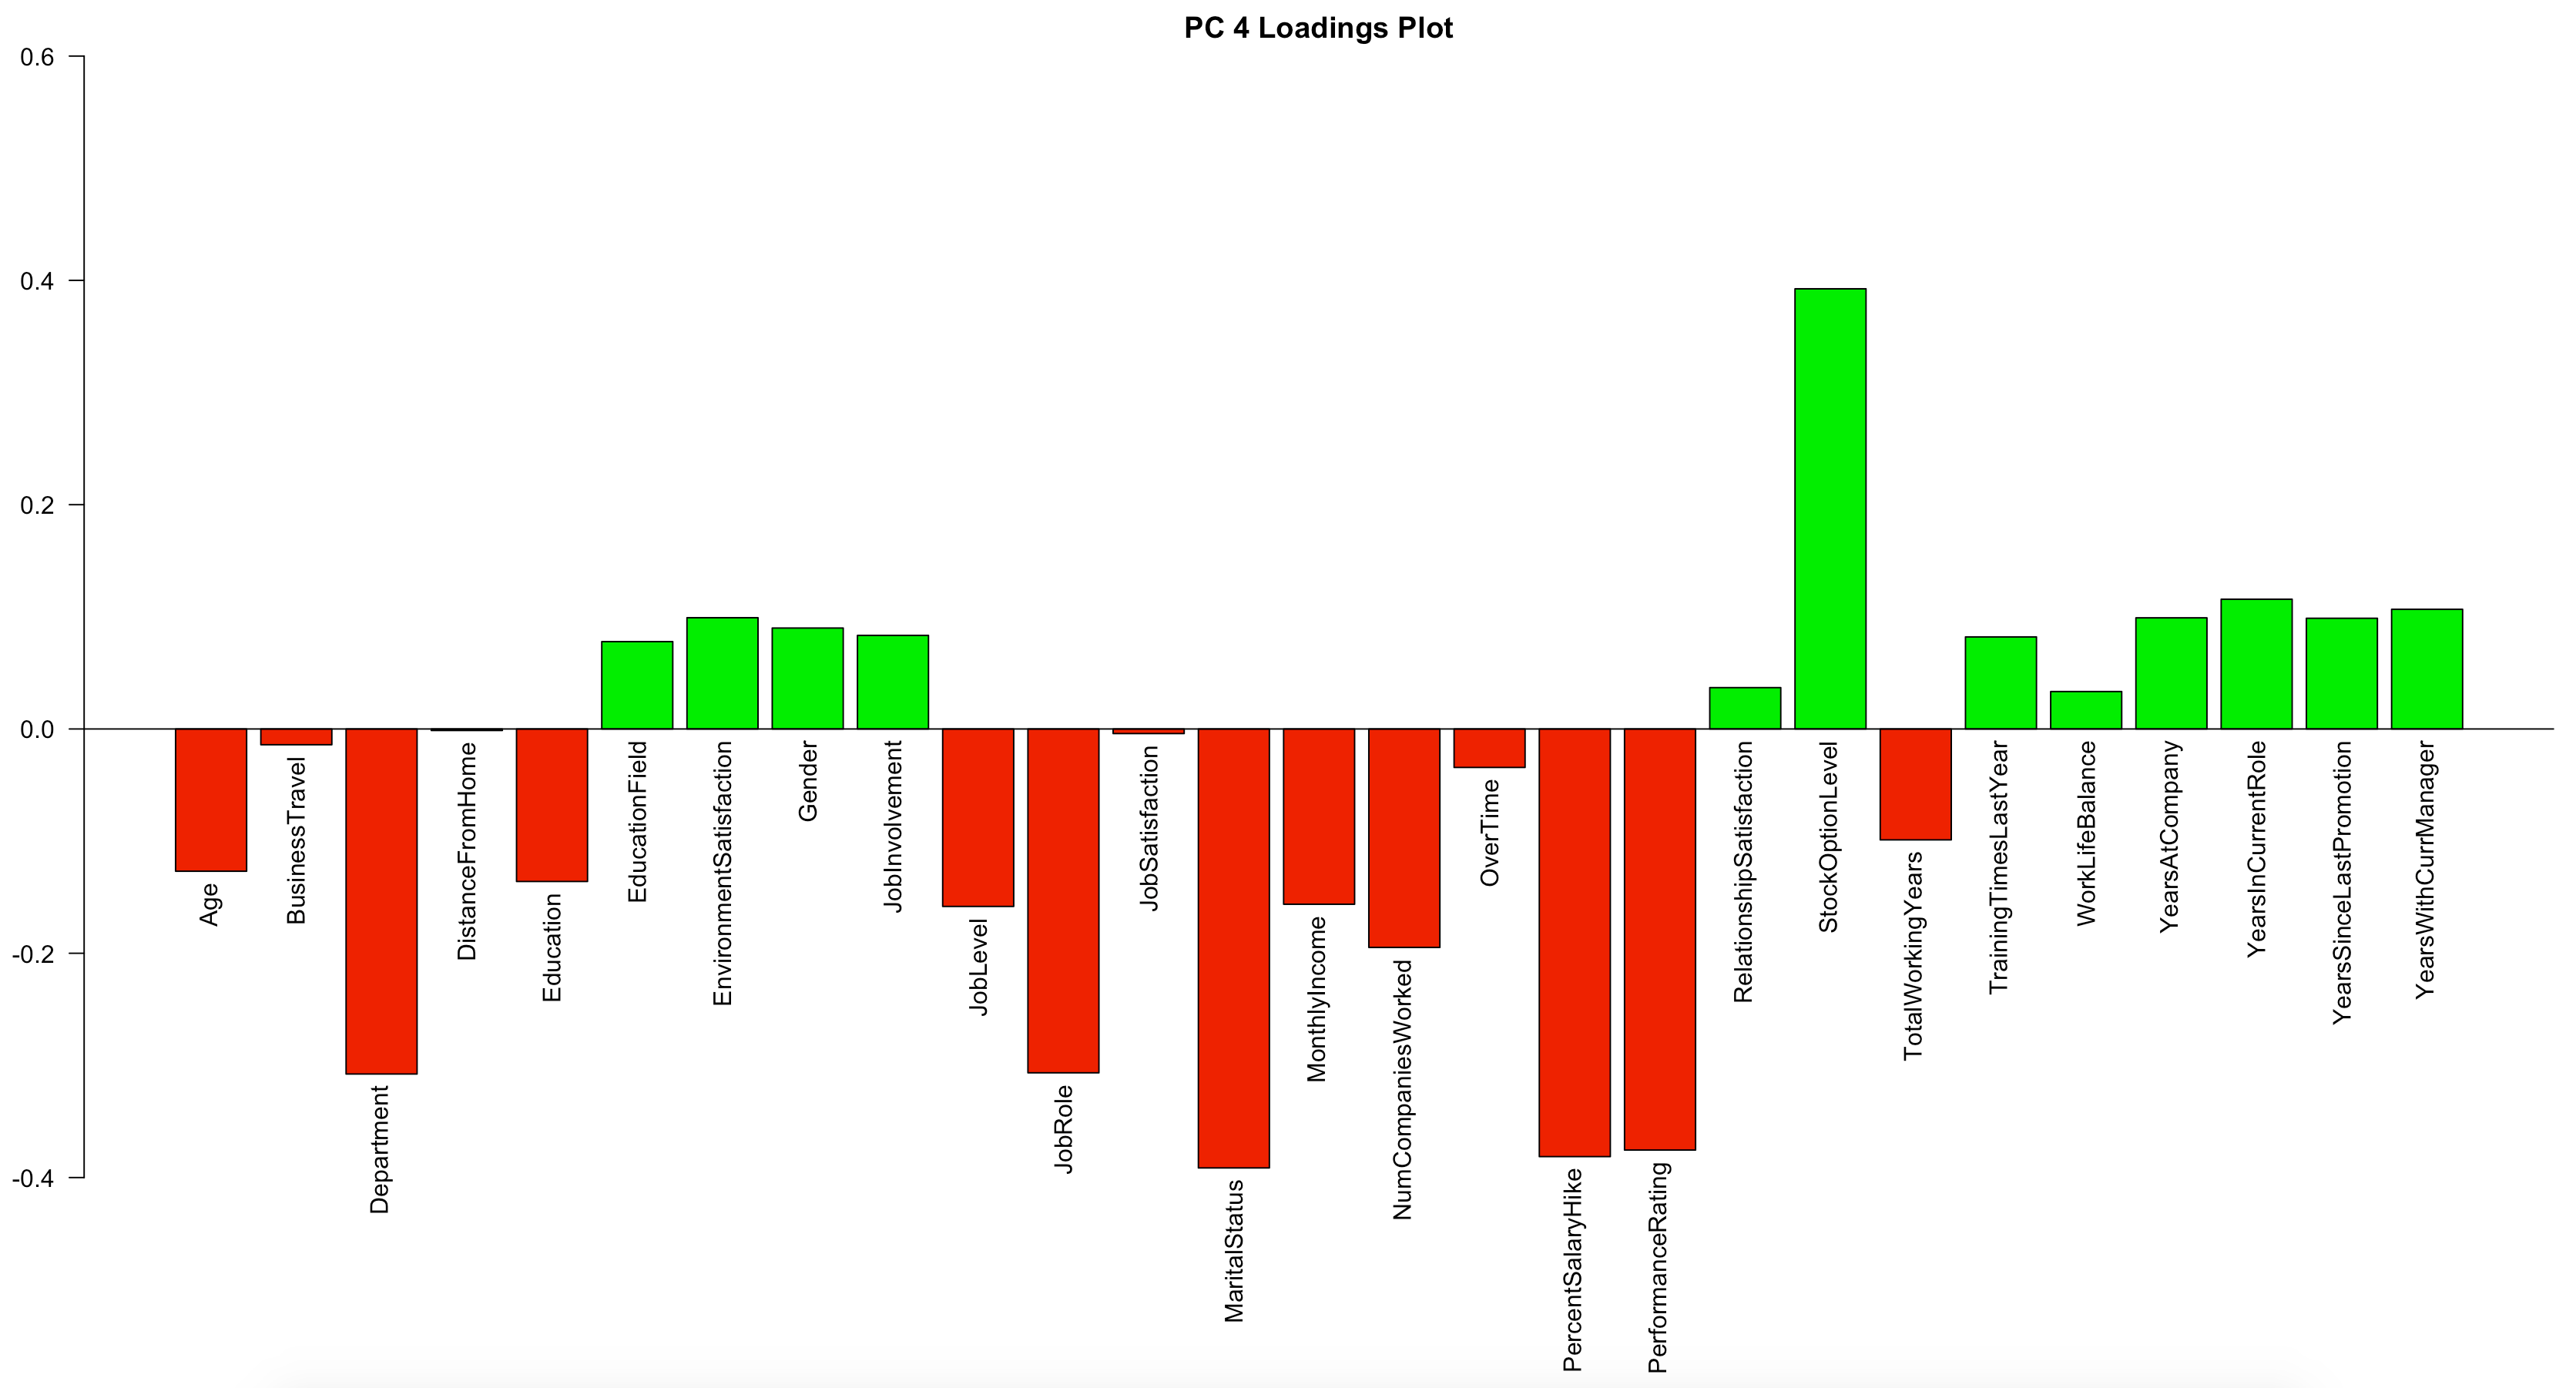 PC 4 Loadings Plot
0.6
0.4
0.2
0.0
-0.2
-0.4
Age
BusinessTravel
Department
DistanceFromHome
Education
EducationField
EnvironmentSatisfaction
Gender
JobInvolvement
JobLevel
JobRole
JobSatisfaction
MaritalStatus
MonthlyIncome
NumCompaniesWorked
OverTime
PercentSalaryHike
PerformanceRating
RelationshipSatisfaction
StockOptionLevel
TotalWorkingYears
TrainingTimesLastYear
WorkLifeBalance
YearsAtCompany
YearsInCurrentRole
YearsSinceLastPromotion
YearsWithCurrManager